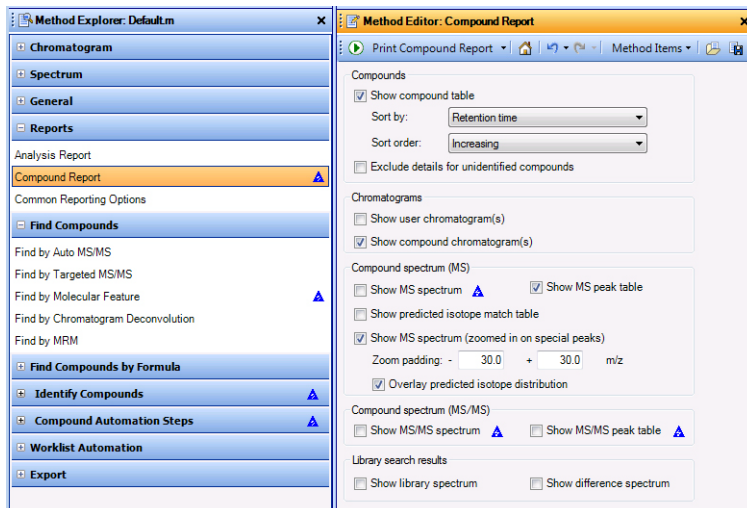 Method Explorer: Default.m
Chromatogram
Spectrum
General
Reports
Analysis Report
Compound Report
Common Reporting Options
Find Compounds
Find by Auto MS/MS
Find by Targeted MS/MS
Find by Molecular Feature
Find by Chromatogram Deconvolution
Find by MRM
Find Compounds by Formula
Identify Compounds
Compound Automation Steps
Worklist Automation
Export
Method Editor: Compound Report
Print Compound Report Method Items
Compounds
Show compound table
Sort by: Retention time
Sort order: Increasing
Exclude details for unidentified compounds
Chromatograms
Show user chromatogram(s)
Show compound chromatogram(s)
Compound spectrum (MS)
Show MS spectrum Show MS peak table
Show predicted isotope match table
Show MS spectrum (zoomed in on special peaks)
Zoom padding: - 30.0 + 30.0 m/z
Overlay predicted isotope distribution
Compound spectrum (MS/MS)
Show MS/MS spectrum Show MS/MS peak table
Library search results
Show library spectrum Show difference spectrum